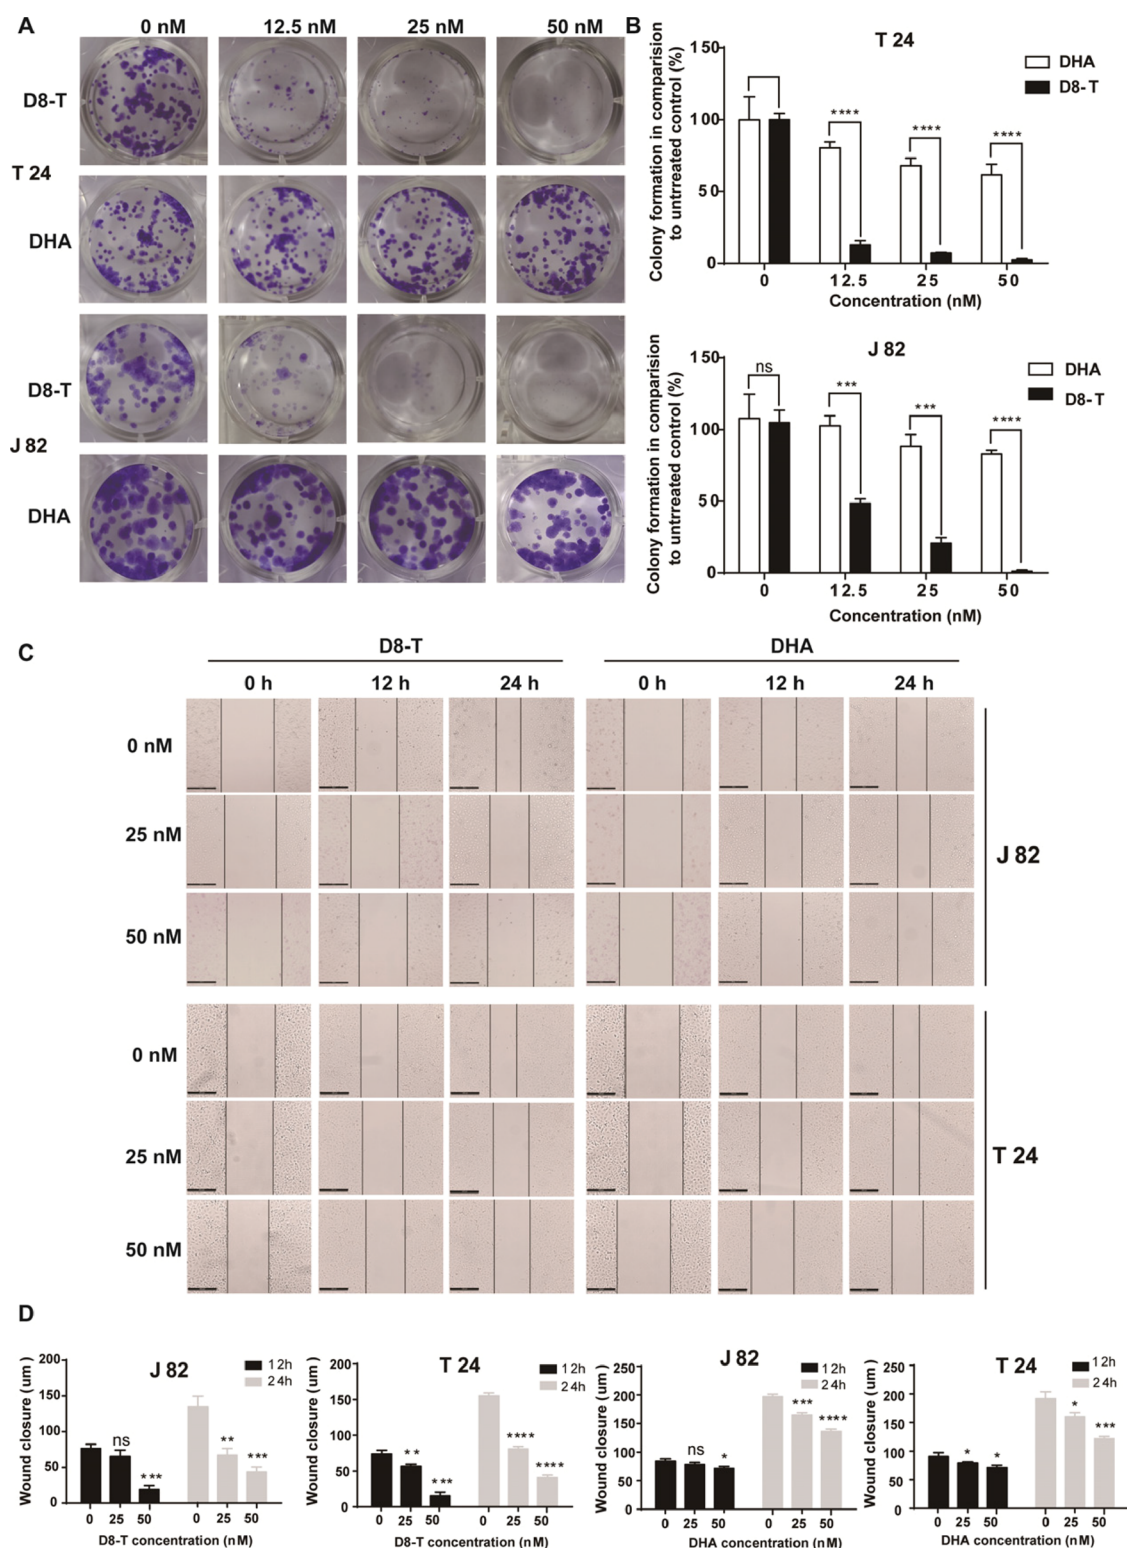 A
0 nM
12.5 nM
25 nM
50 nM
D8-T
T 24
DHA
D8-T
J 82
DHA
B
T 24
DHA
D8-T
Colony formation in comparision
to untrreated control (%)
150
100
50
0
****
****
****
0
12.5
25
50
Concentration (nM)
J 82
DHA
D8-T
Colony formation in comparision
to untrreated control (%)
150
100
50
0
ns
***
***
****
0
12.5
25
50
Concentration (nM)
C
D8-T
DHA
0 h
12 h
24 h
0 h
12 h
24 h
0 nM
25 nM
50 nM
J 82
0 nM
25 nM
50 nM
T 24
D
J 82
12h
24h
Wound closure (um )
200
150
100
50
0
ns
***
**
***
0
25
50
0
25
50
D8-T concentration (nM)
T 24
12h
24h
Wound closure (um )
200
150
100
50
0
**
***
****
****
0
25
50
0
25
50
D8-T concentration (nM)
J 82
12h
24h
Wound closure (um )
250
200
150
100
50
0
ns
*
***
****
0
25
50
0
25
50
DHA concentration (nM)
T 24
12h
24h
Wound closure (um )
250
200
150
100
50
0
*
*
*
***
0
25
50
0
25
50
DHA concentration (nM)